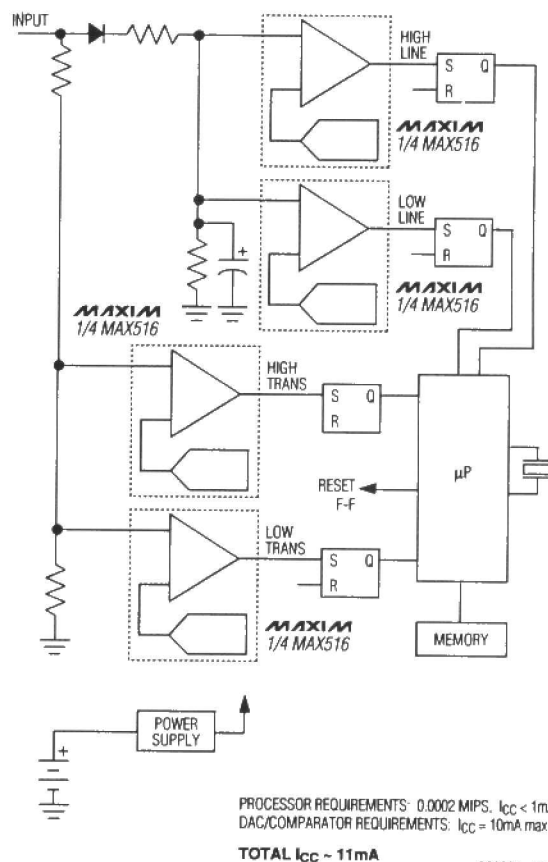 INPUT
HIGH
LINE
S Q
R
MAXIM
1/4 MAX516
LOW
LINE
S Q
R
MAXIM
1/4 MAX516
MAXIM
1/4 MAX516
HIGH
TRANS
S Q
R
µP
RESET
F-F
LOW
TRANS
S Q
R
MAXIM
1/4 MAX516
MEMORY
+
+
POWER
SUPPLY
PROCESSOR REQUIREMENTS: 0.0002 MIPS, ICC < 1m
DAC/COMPARATOR REQUIREMENTS: ICC = 10mA max
TOTAL ICC ~ 11mA